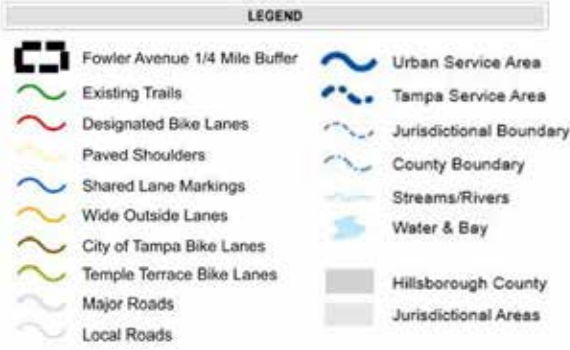 LEGEND
Fowler Avenue 1/4 Mile Buffer
Existing Trails
Designated Bike Lanes
Paved Shoulders
Shared Lane Markings
Wide Outside Lanes
City of Tampa Bike Lanes
Temple Terrace Bike Lanes
Major Roads
Local Roads
Urban Service Area
Tampa Service Area
Jurisdictional Boundary
County Boundary
Streams/Rivers
Water & Bay
Hillsborough County
Jurisdictional Areas